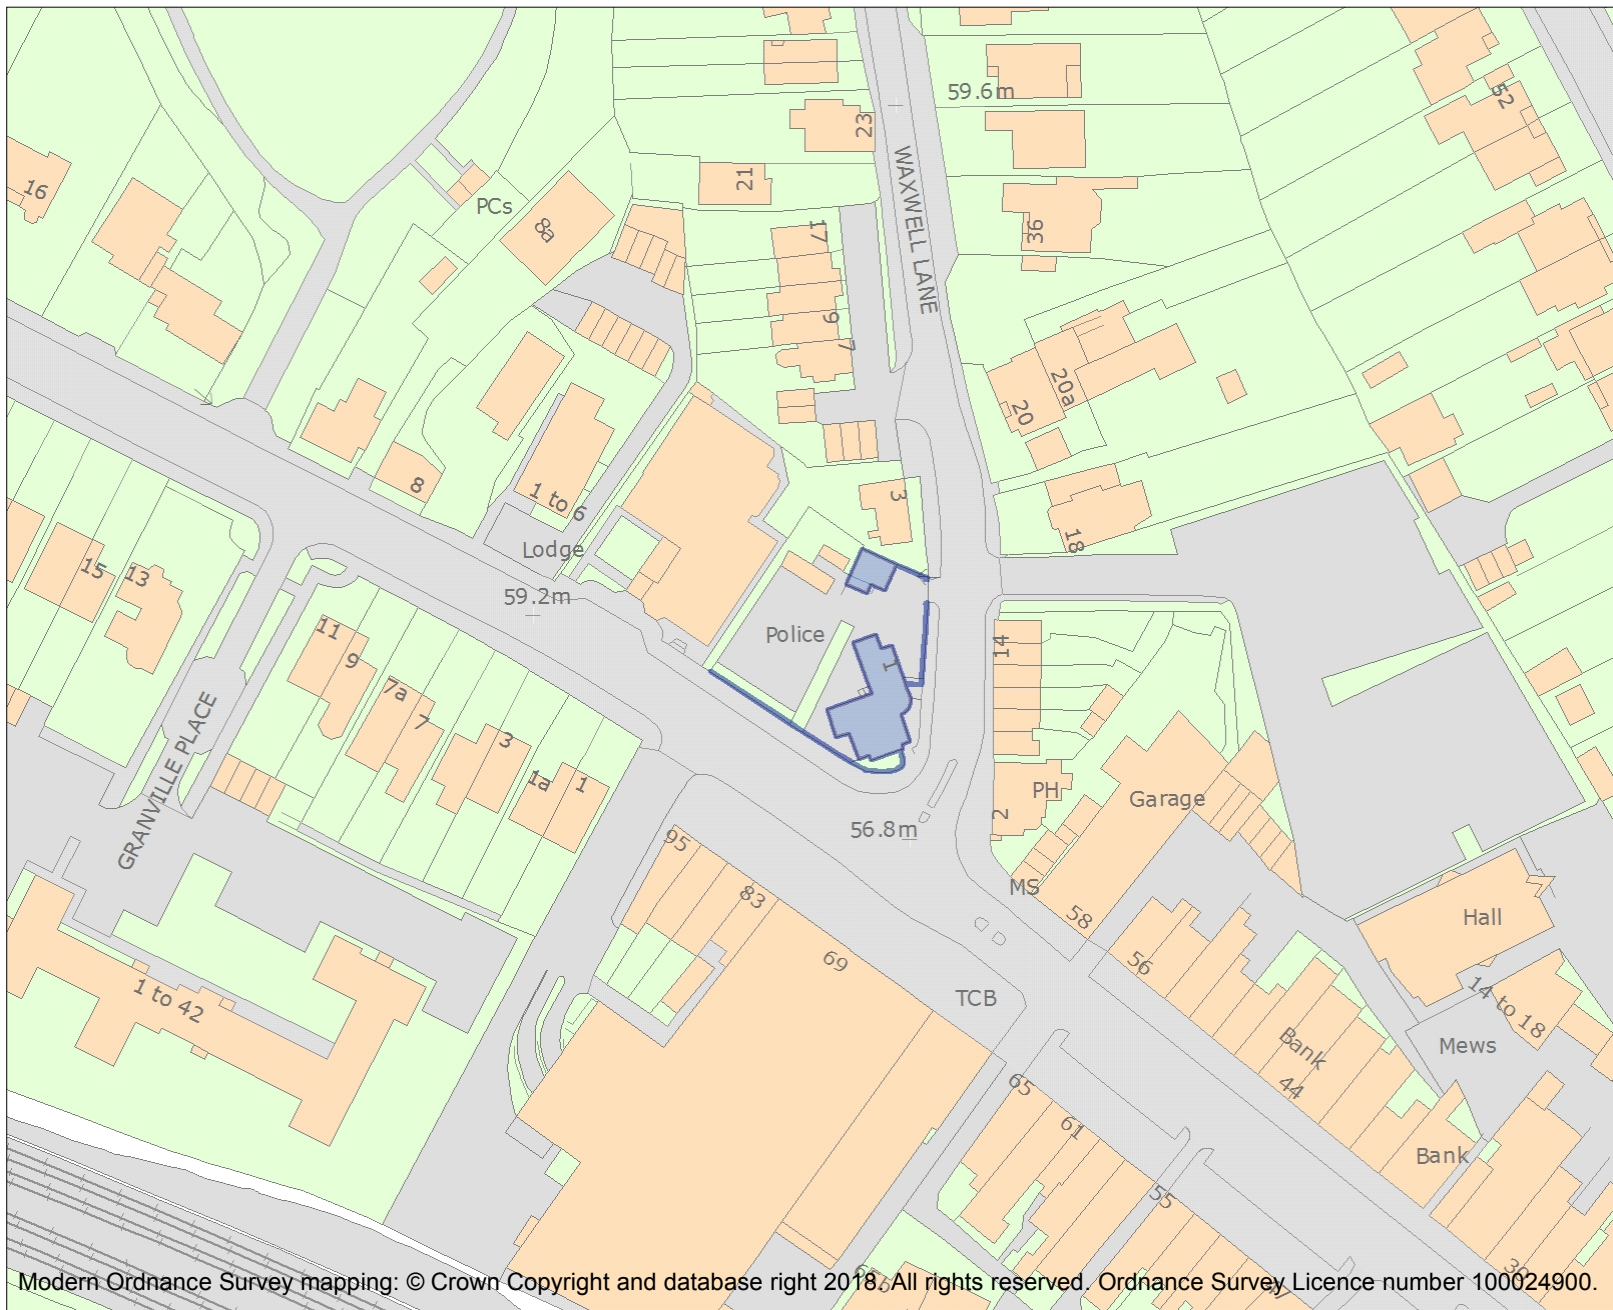 59.6m
52
23
WAXWELL LANE
21
16
PCs
8a
17
36
9
7
20a
20
8
1 to 6
3
18
Lodge
15
13
59.2m
Police
14
11
9
1
7a
7
GRANVILLE PLACE
3
1a
1
PH
Garage
2
56.8m
95
MS
83
58
Hall
69
56
1 to 42
TCB
14 to 18
Bank
Mews
44
65
61
Bank
55
Modern Ordnance Survey mapping: © Crown Copyright and database right 2018. All rights reserved. Ordnance Survey Licence number 100024900.